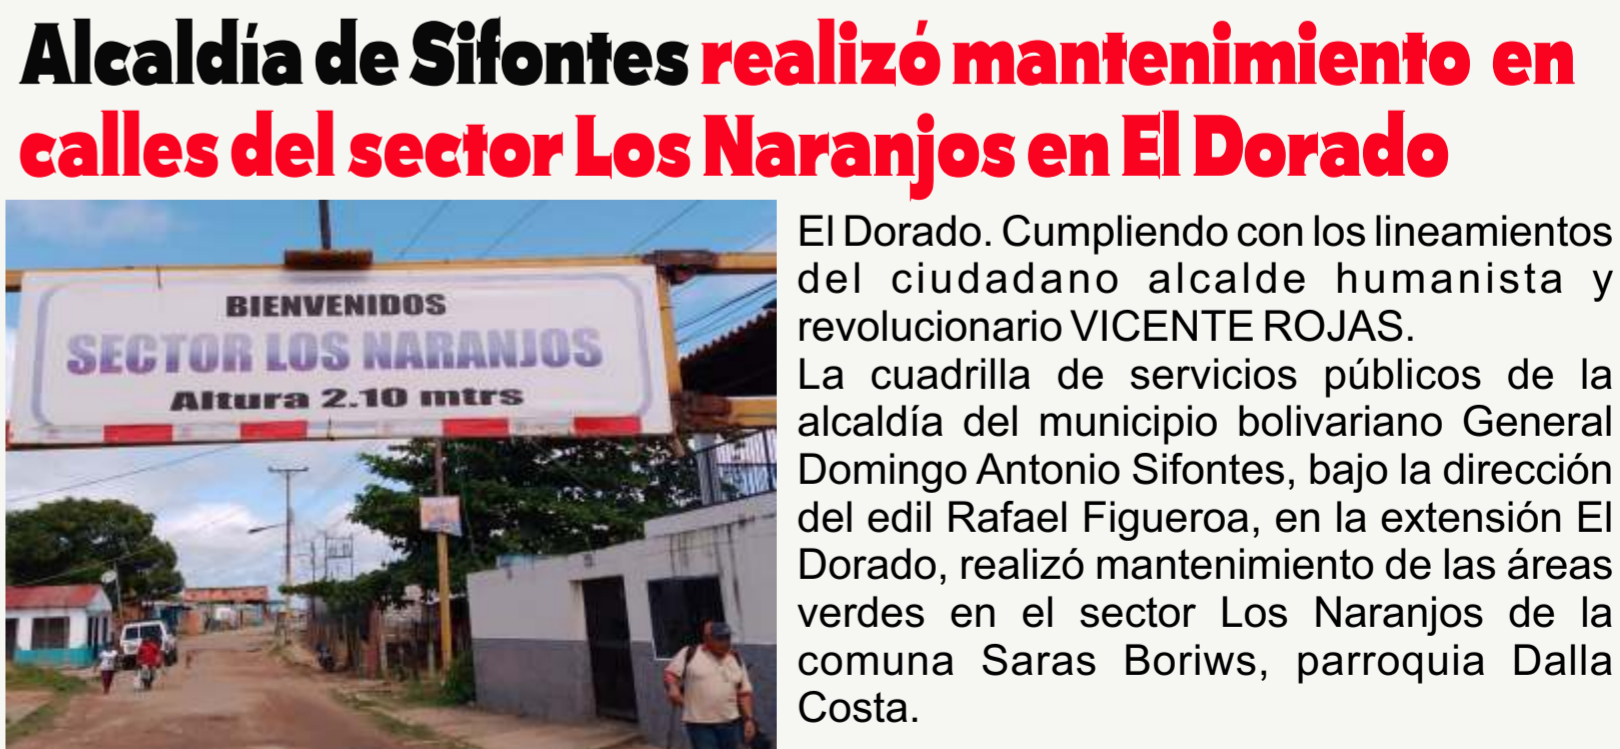 Alcaldía de Sifontes realizó mantenimiento en
calles del sector Los Naranjos en El Dorado
BIENVENIDOS
SECTOR LOS NARANJOS
Altura 2.10 mtrs
El Dorado. Cumpliendo con los lineamientos
del ciudadano alcalde humanista y
revolucionario VICENTE ROJAS.
La cuadrilla de servicios públicos de la
alcaldía del municipio bolivariano General
Domingo Antonio Sifontes, bajo la dirección
del edil Rafael Figueroa, en la extensión El
Dorado, realizó mantenimiento de las áreas
verdes en el sector Los Naranjos de la
comuna Saras Boriws, parroquia Dalla
Costa.